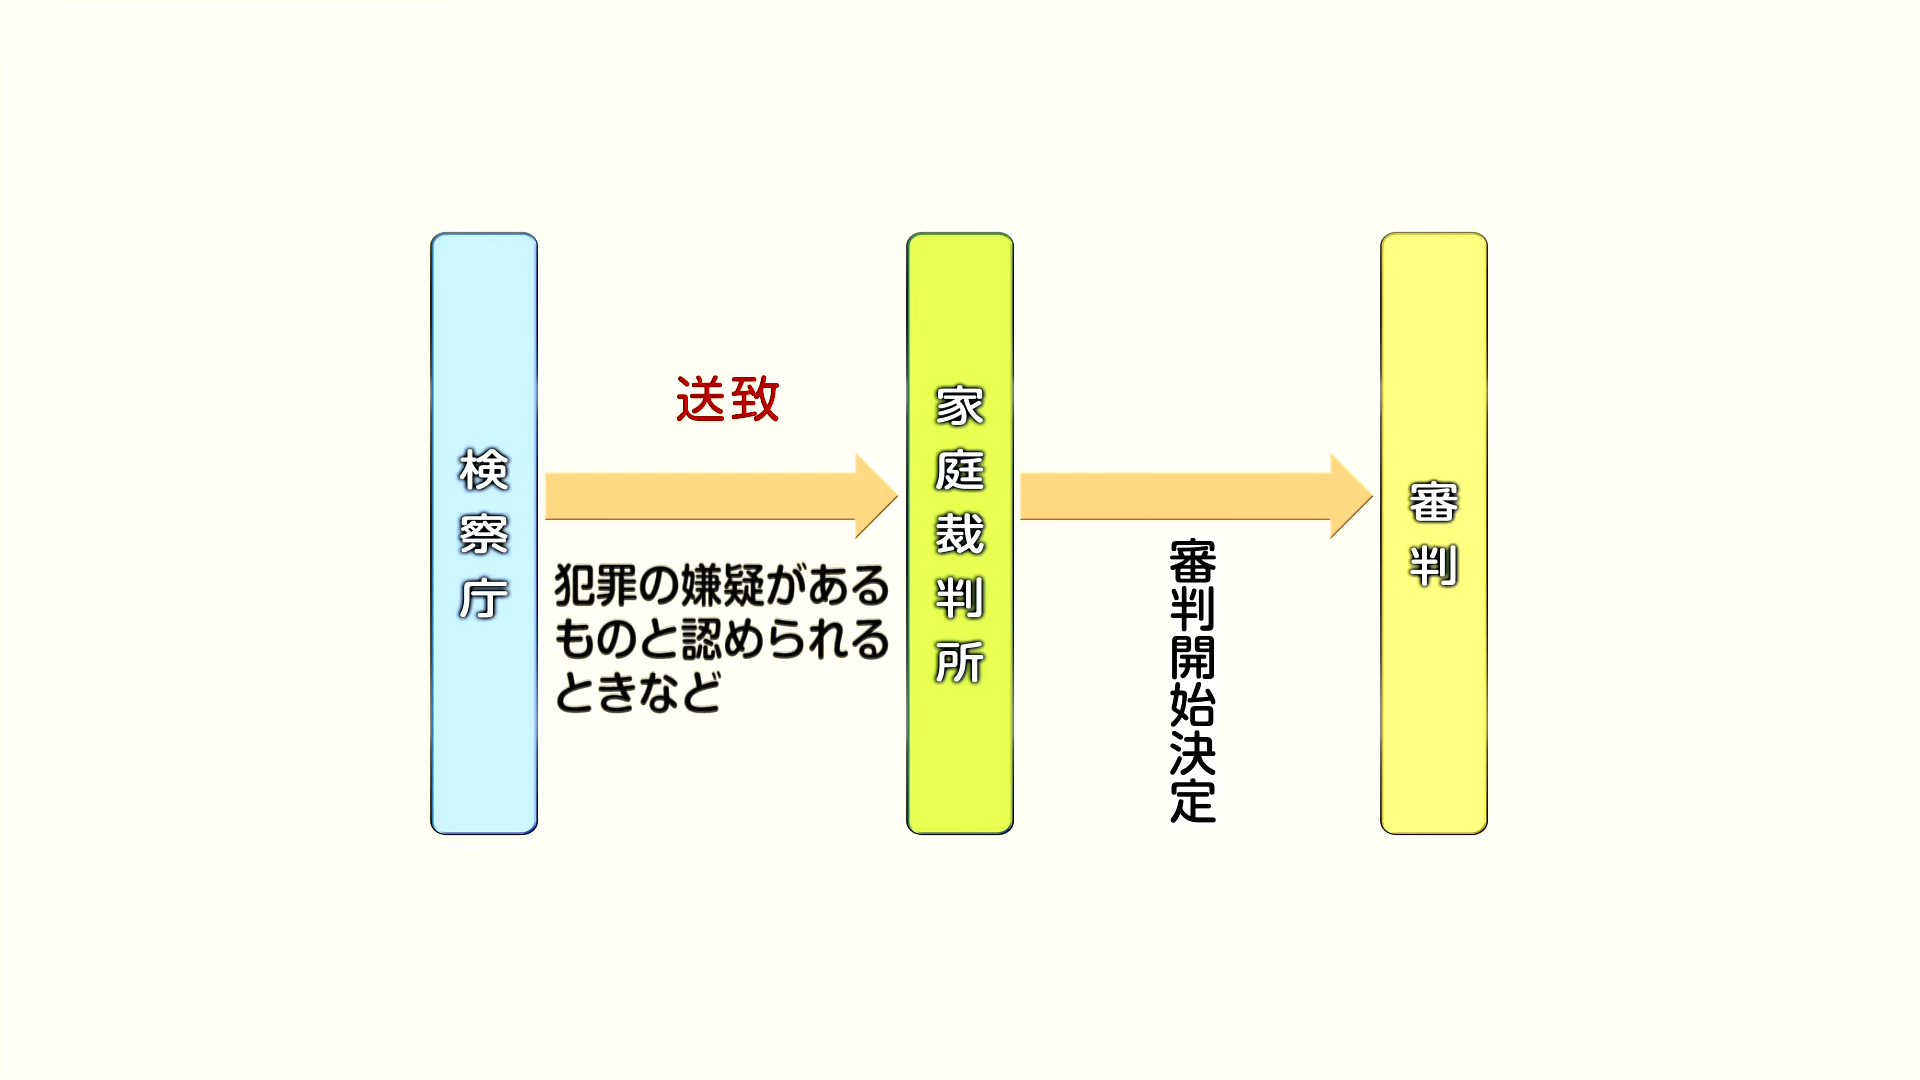 検察庁
送致
犯罪の嫌疑がある
ものと認められる
ときなど
家庭裁判所
審判開始決定
審判